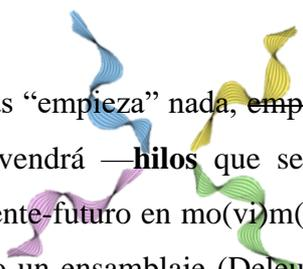 s “empieza” nada, emp
vendrá —hilos que se
ente-futuro en mo(vi)m(
un ensamblaje (Deleu